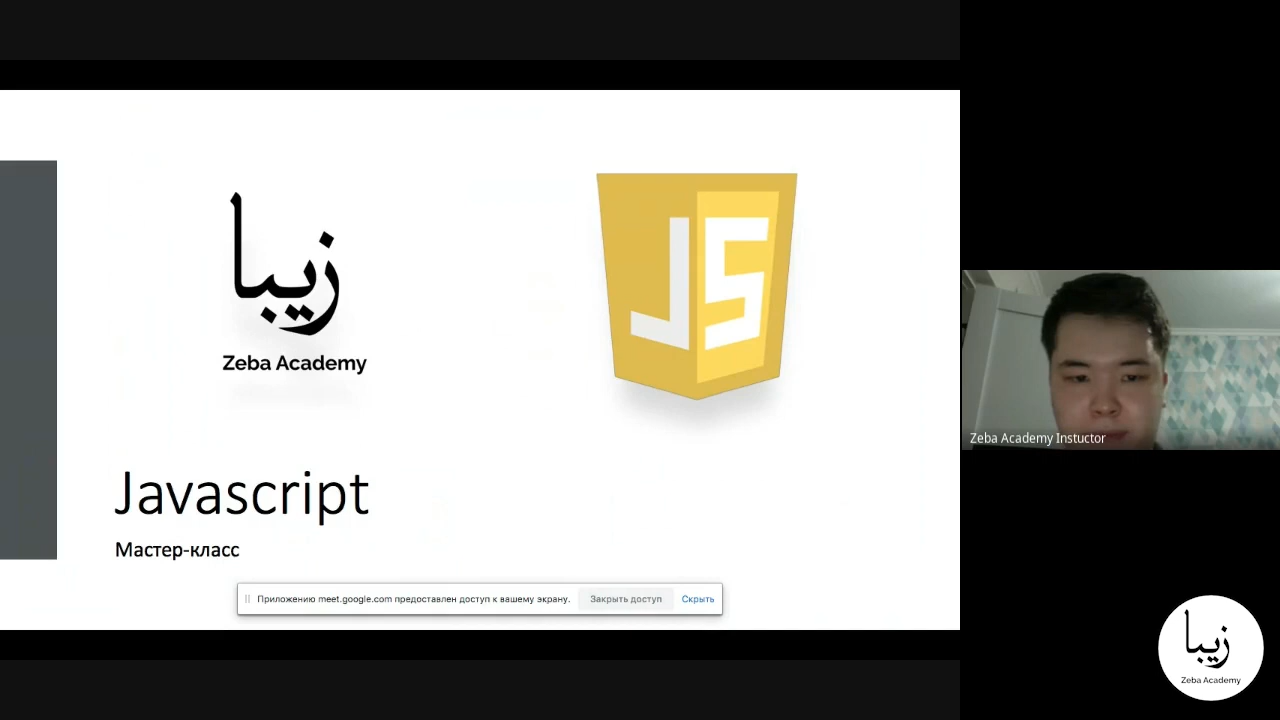 زيبا
Zeba Academy
JS
Javascript
Мастер-класс
Приложению meet.google.com предоставлен доступ к вашему экрану.
Закрыть доступ
Скрыть
Zeba Academy Instuctor
زيبا
Zeba Academy